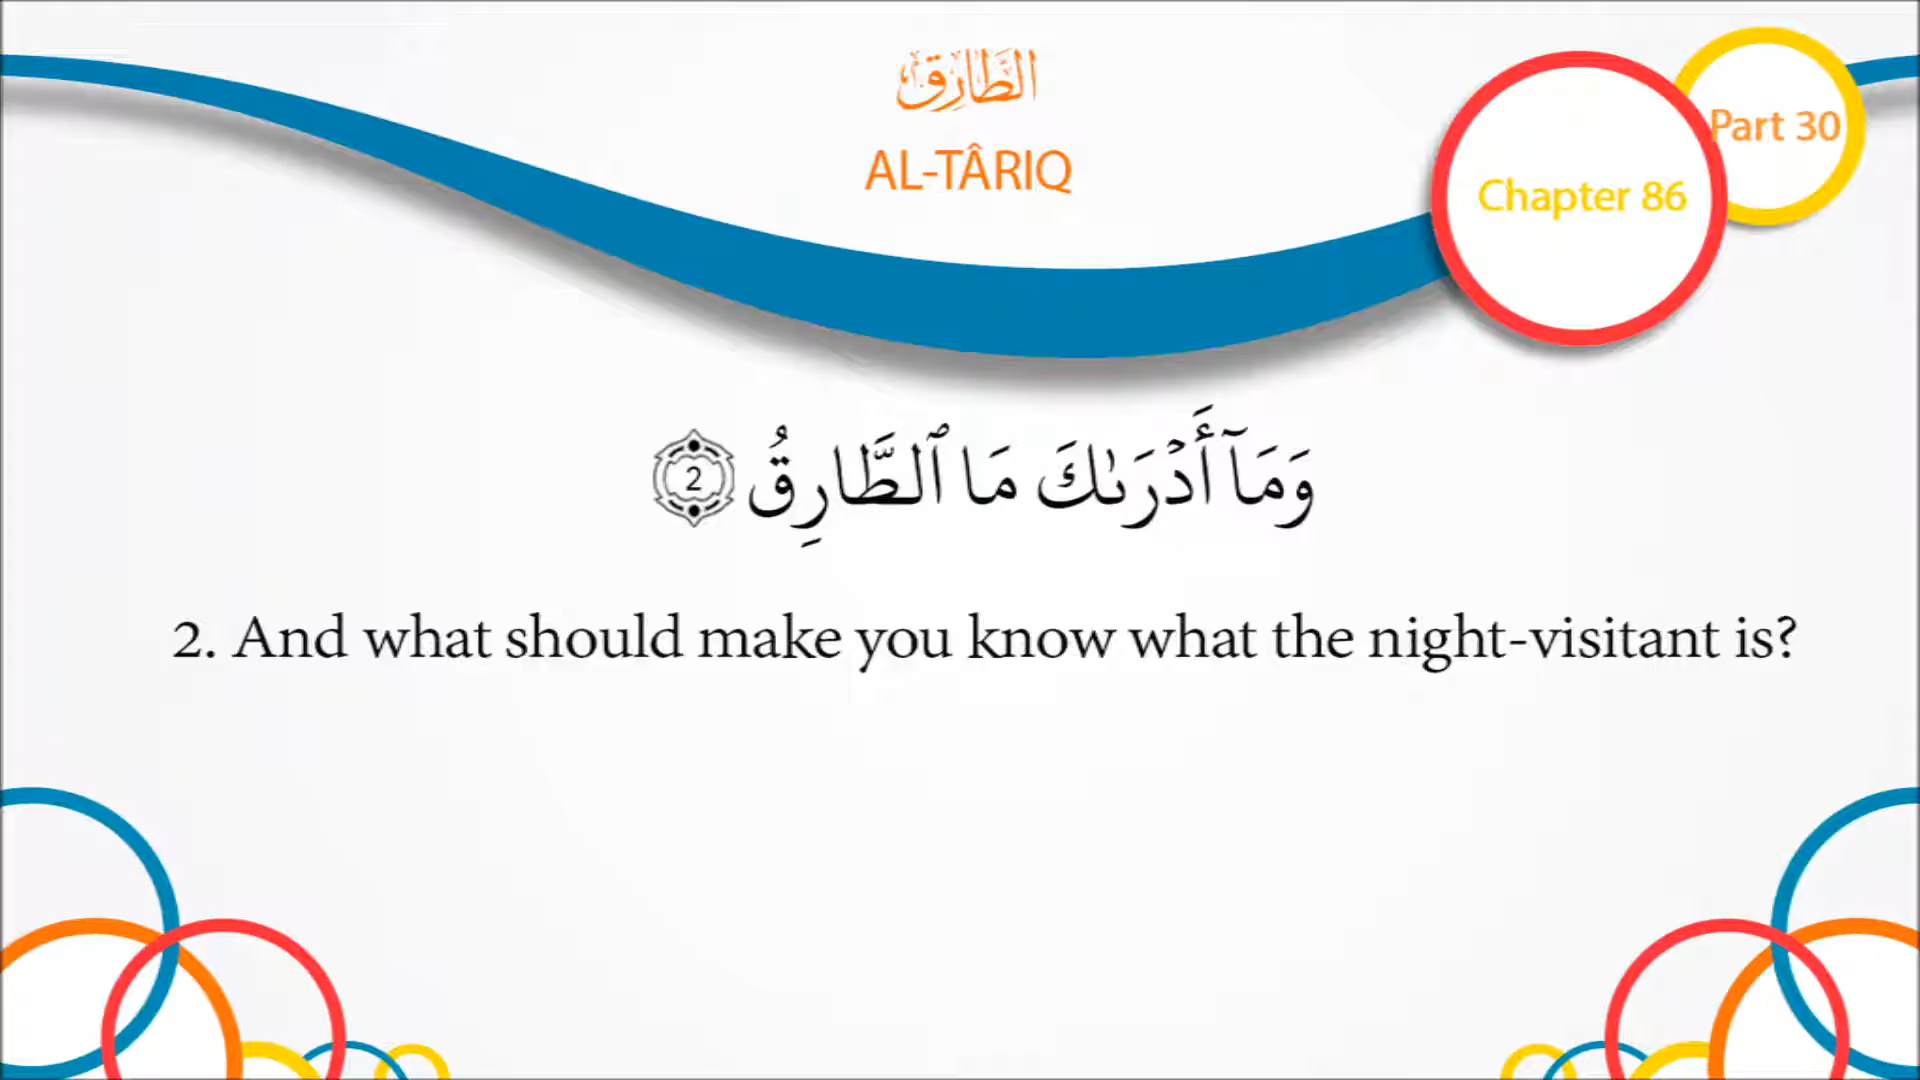 الطَّارِق
AL-TÂRIQ
Part 30
Chapter 86
وَمَآ أَدْرَىٰكَ مَا ٱلطَّارِقُ 2
2. And what should make you know what the night-visitant is?